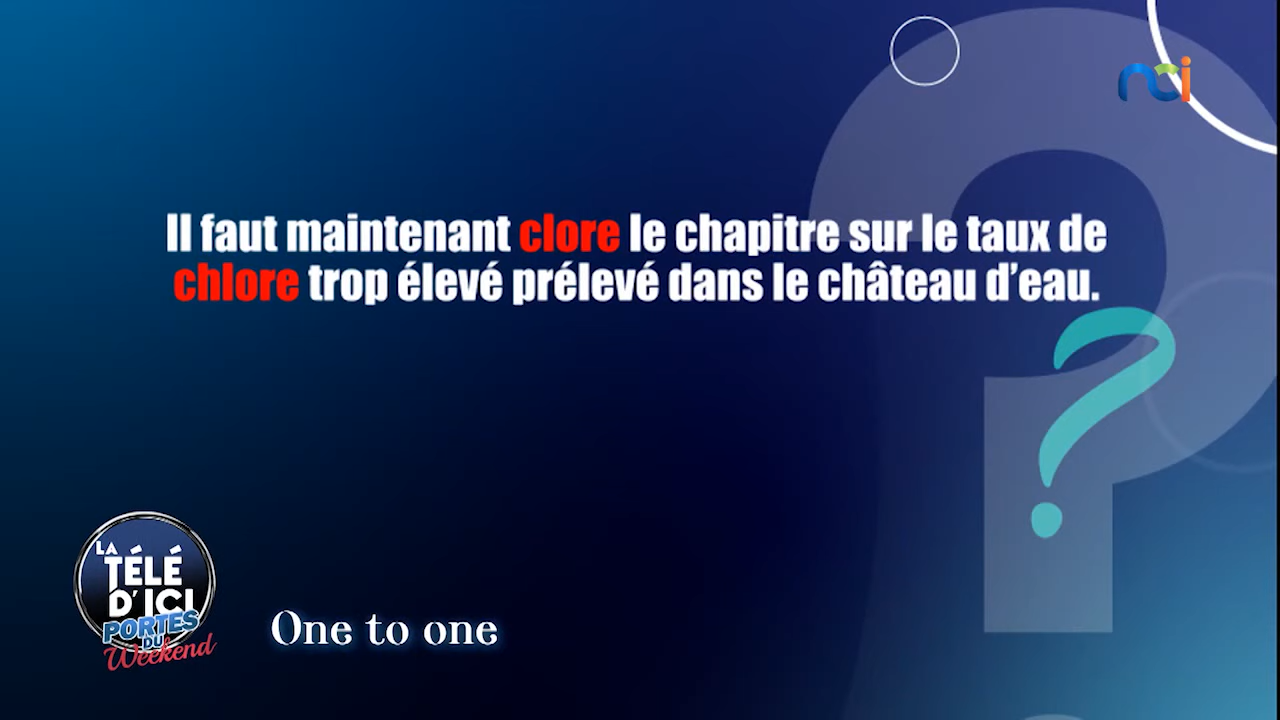 nci
Il faut maintenant clore le chapitre sur le taux de
chlore trop élevé prélevé dans le château d'eau.
?
LA
TÉLÉ
D'ICI
PORTES
DU
Weekend
One to one